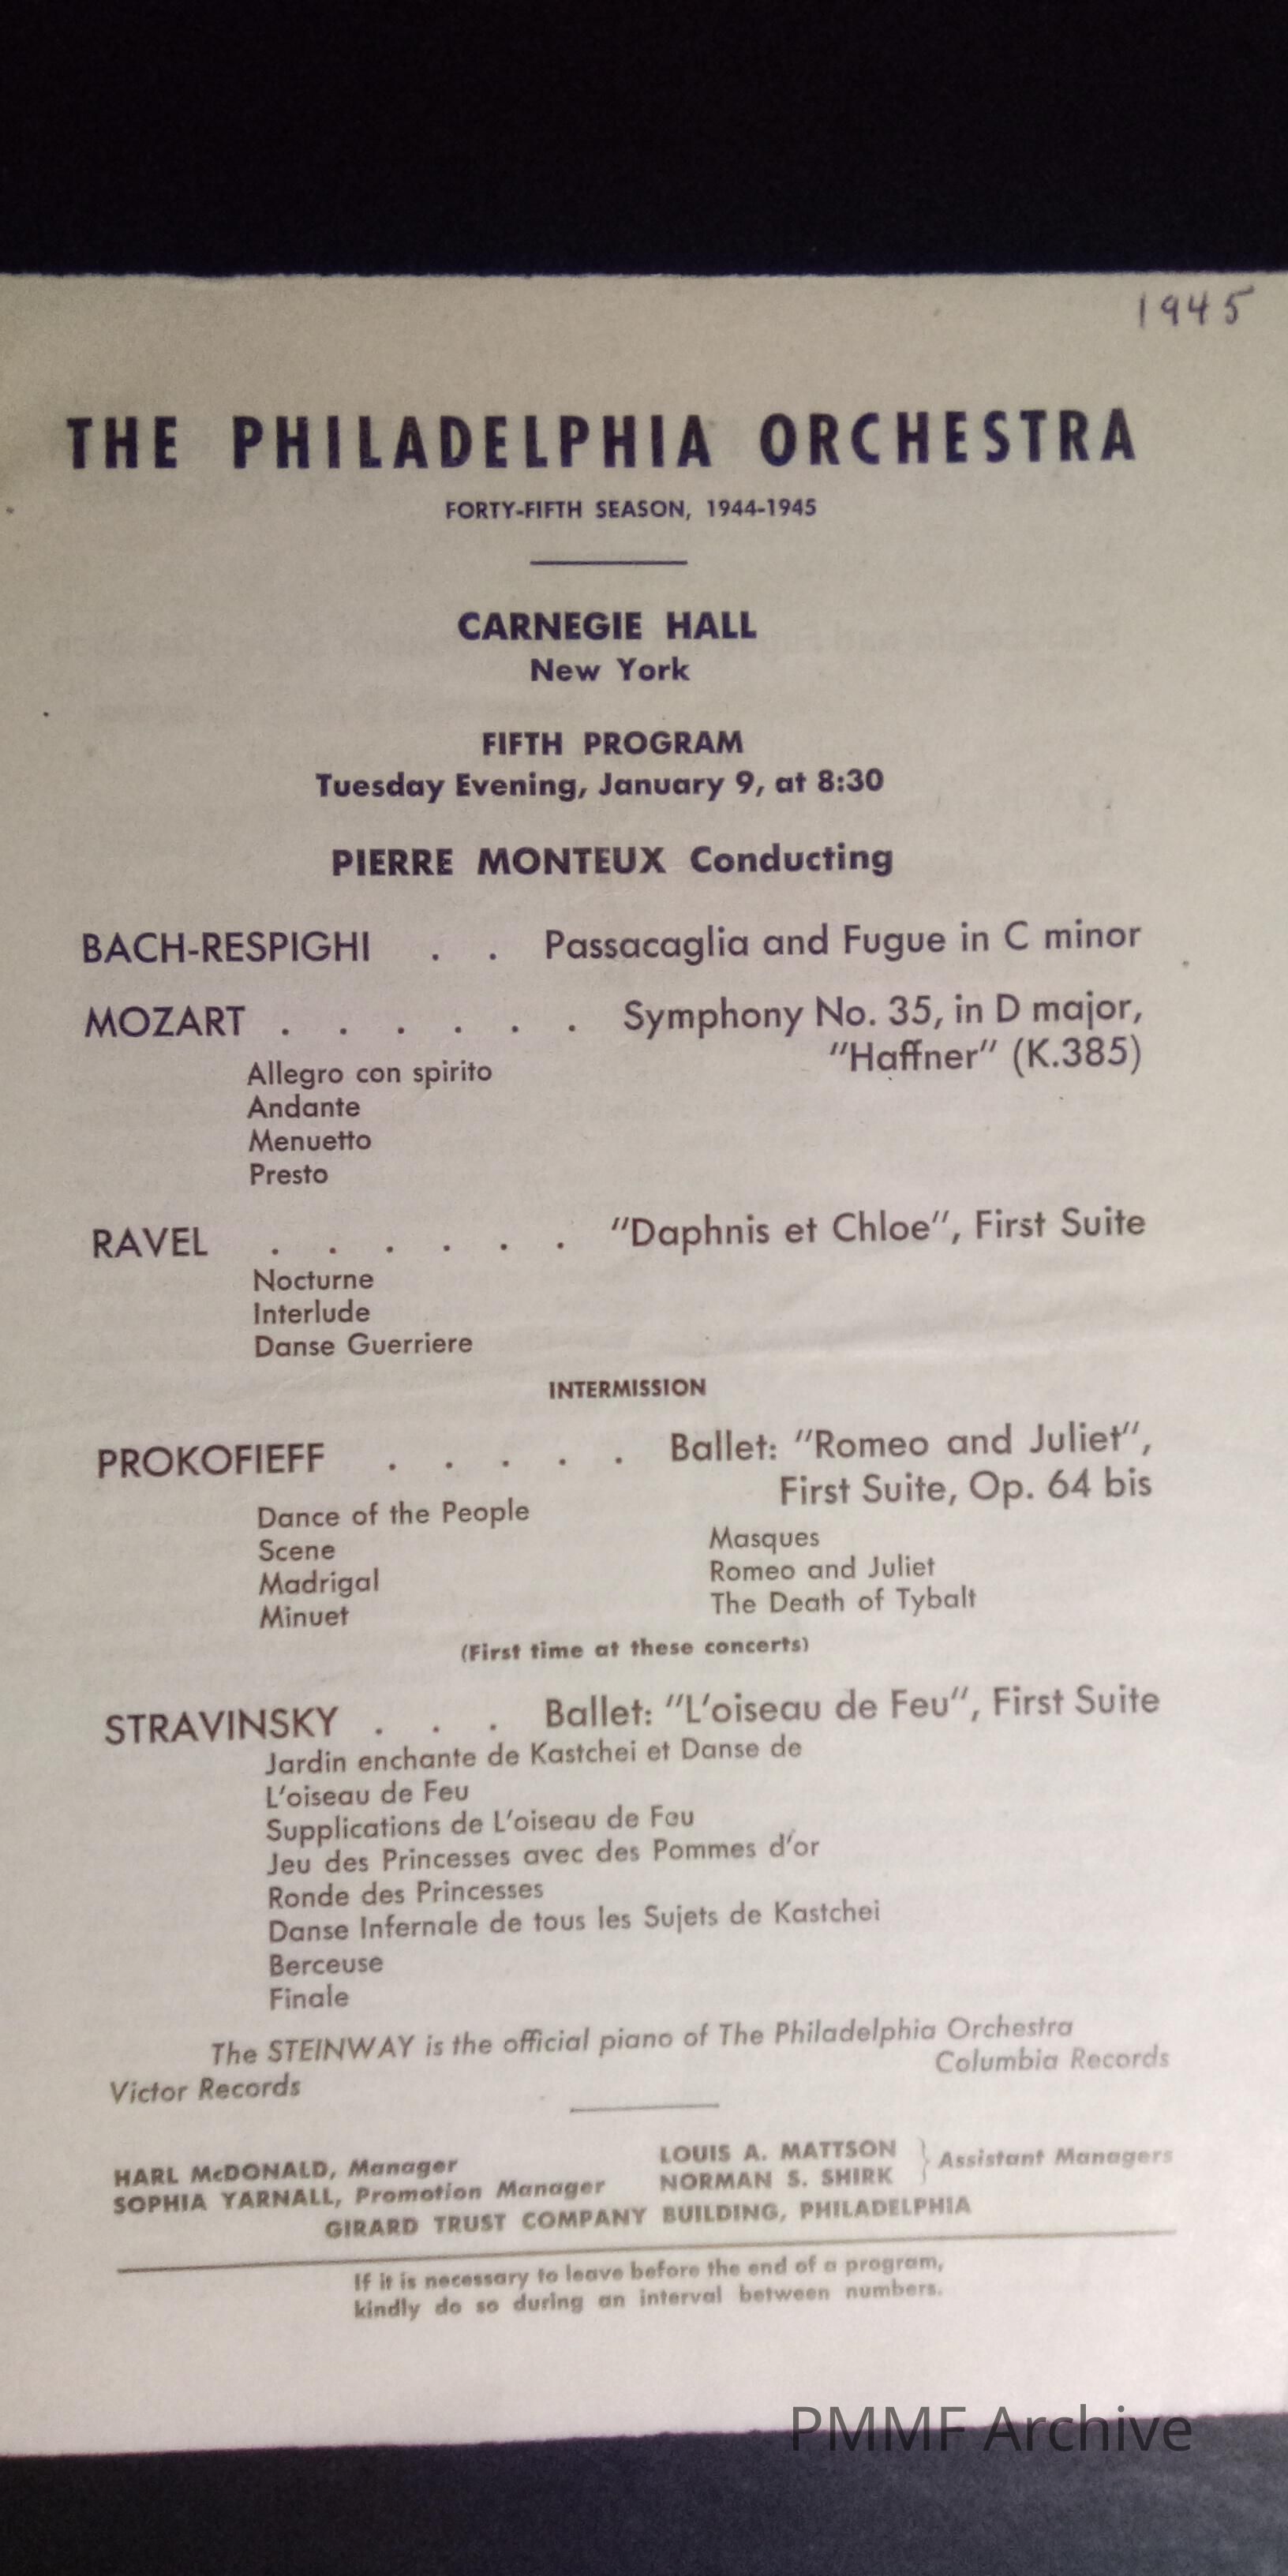 1945
THE PHILADELPHIA ORCHESTRA
FORTY-FIFTH SEASON, 1944-1945
CARNEGIE HALL
New York
FIFTH PROGRAM
Tuesday Evening, January 9, at 8:30
PIERRE MONTEUX Conducting
BACH-RESPIGHI . . Passacaglia and Fugue in C minor
MOZART . . . . . . Symphony No. 35, in D major,
"Haffner" (K.385)
Allegro con spirito
Andante
Menuetto
Presto
RAVEL . . . . . . "Daphnis et Chloe", First Suite
Nocturne
Interlude
Danse Guerriere
INTERMISSION
PROKOFIEFF . . . . . Ballet: "Romeo and Juliet",
First Suite, Op. 64 bis
Dance of the People
Scene
Madrigal
Minuet
Masques
Romeo and Juliet
The Death of Tybalt
(First time at these concerts)
STRAVINSKY . . . Ballet: "L'oiseau de Feu", First Suite
Jardin enchante de Kastchei et Danse de
L'oiseau de Feu
Supplications de L'oiseau de Feu
Jeu des Princesses avec des Pommes d'or
Ronde des Princesses
Danse Infernale de tous les Sujets de Kastchei
Berceuse
Finale
The STEINWAY is the official piano of The Philadelphia Orchestra
Victor Records Columbia Records
HARL McDONALD, Manager
SOPHIA YARNALL, Promotion Manager
LOUIS A. MATTSON
NORMAN S. SHIRK } Assistant Managers
GIRARD TRUST COMPANY BUILDING, PHILADELPHIA
If it is necessary to leave before the end of a program,
kindly do so during an interval between numbers.
PMMF Archive